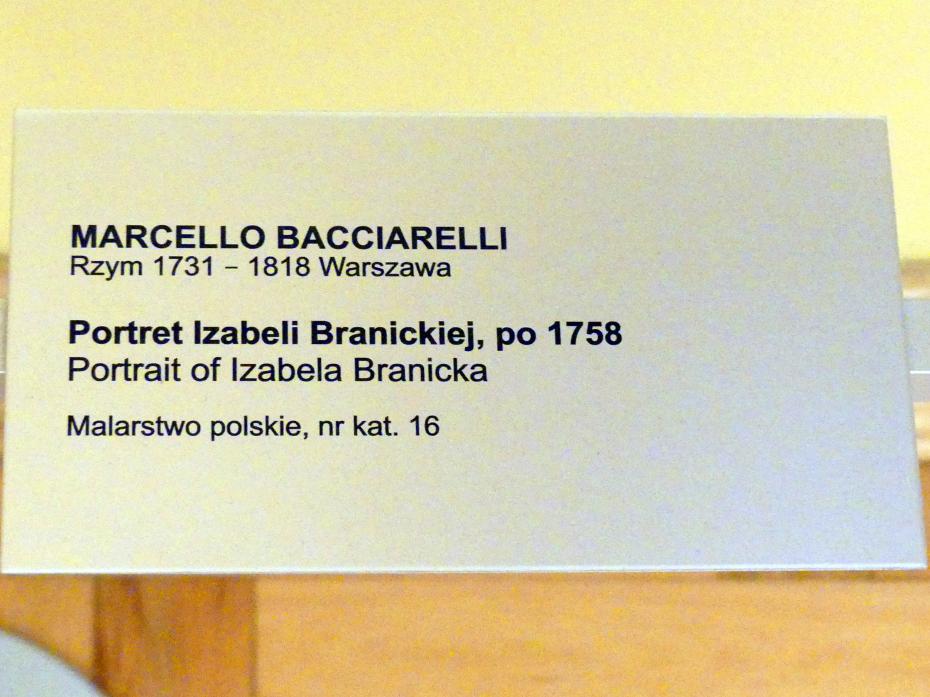 MARCELLO BACCIARELLI
Rzym 1731 – 1818 Warszawa
Portret Izabeli Branickiej, po 1758
Portrait of Izabela Branicka
Malarstwo polskie, nr kat. 16